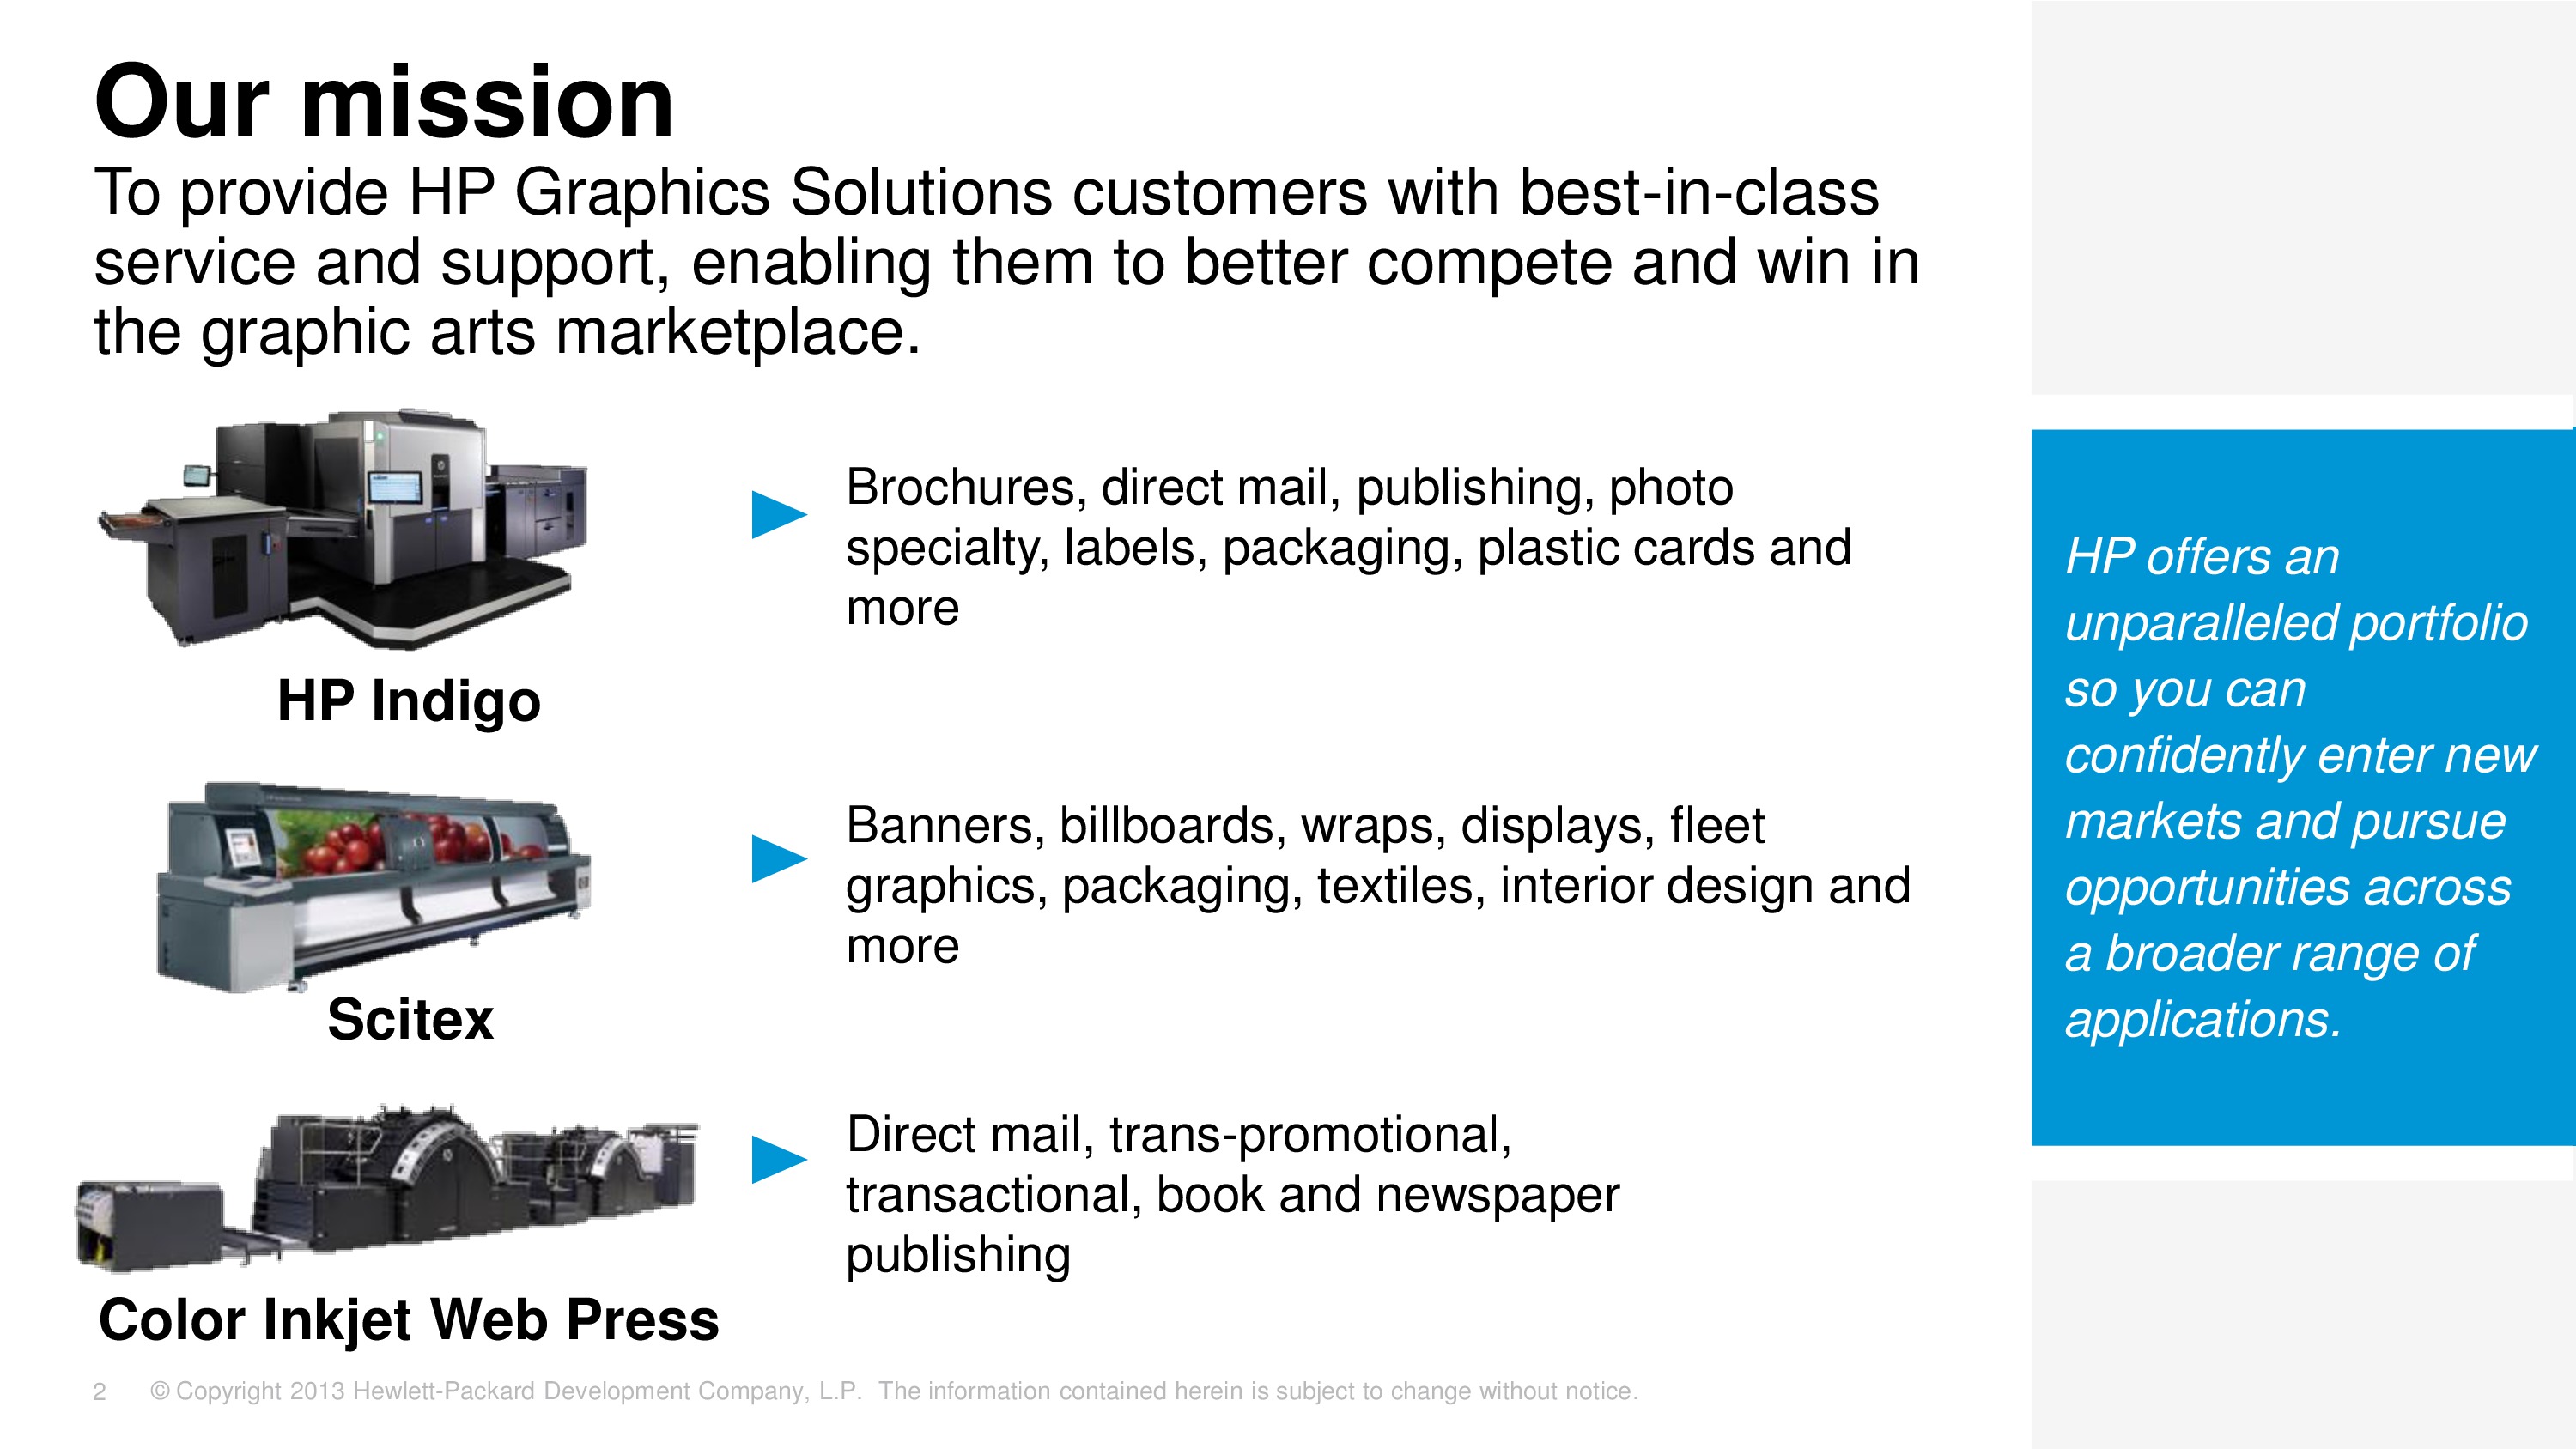 Our mission
To provide HP Graphics Solutions customers with best-in-class
service and support, enabling them to better compete and win in
the graphic arts marketplace.
Brochures, direct mail, publishing, photo
specialty, labels, packaging, plastic cards and
more
HP Indigo
Banners, billboards, wraps, displays, fleet
graphics, packaging, textiles, interior design and
more
Scitex
Direct mail, trans-promotional,
transactional, book and newspaper
publishing
Color Inkjet Web Press
HP offers an
unparalleled portfolio
so you can
confidently enter new
markets and pursue
opportunities across
a broader range of
applications.
2 © Copyright 2013 Hewlett-Packard Development Company, L.P. The information contained herein is subject to change without notice.